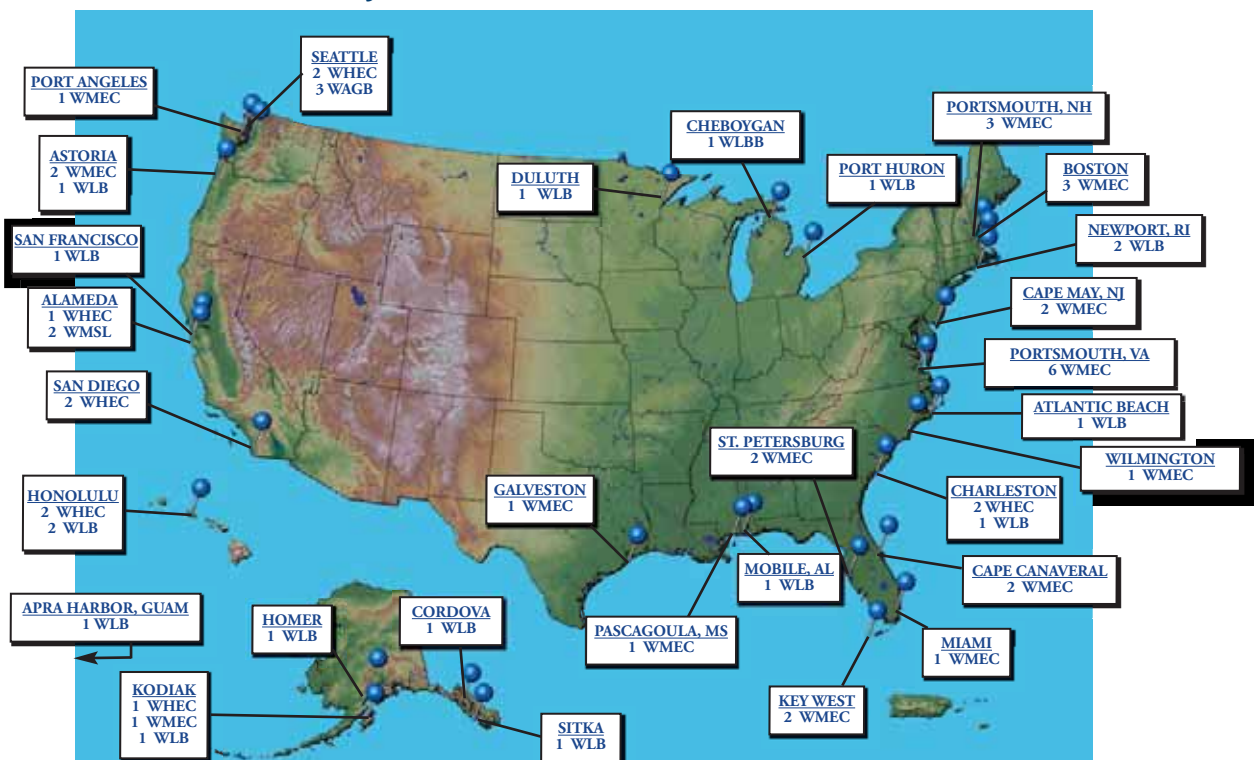 SEATTLE
2 WHEC
3 WAGB
PORT ANGELES
1 WMEC
ASTORIA
2 WMEC
1 WLB
SAN FRANCISCO
1 WLB
ALAMEDA
1 WHEC
2 WMSL
SAN DIEGO
2 WHEC
HONOLULU
2 WHEC
2 WLB
APRA HARBOR, GUAM
1 WLB
KODIAK
1 WHEC
1 WMEC
1 WLB
HOMER
1 WLB
CORDOVA
1 WLB
SITKA
1 WLB
DULUTH
1 WLB
CHEBOYGAN
1 WLBB
PORT HURON
1 WLB
PORTSMOUTH, NH
3 WMEC
BOSTON
3 WMEC
NEWPORT, RI
2 WLB
CAPE MAY, NJ
2 WMEC
PORTSMOUTH, VA
6 WMEC
ATLANTIC BEACH
1 WLB
WILMINGTON
1 WMEC
CHARLESTON
2 WHEC
1 WLB
CAPE CANAVERAL
2 WMEC
MIAMI
1 WMEC
KEY WEST
2 WMEC
ST. PETERSBURG
2 WMEC
MOBILE, AL
1 WLB
PASCAGOULA, MS
1 WMEC
GALVESTON
1 WMEC